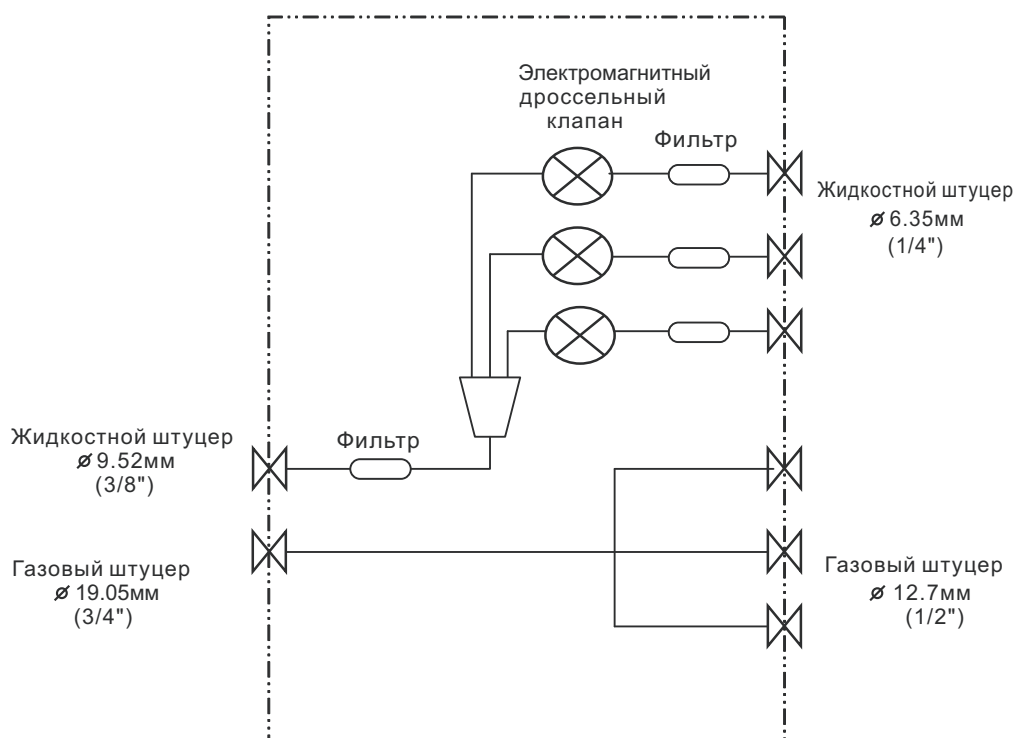 Электромагнитный
дроссельный
клапан
Фильтр
Жидкостной штуцер
⌀ 6.35мм
(1/4")
Жидкостной штуцер
⌀ 9.52мм
(3/8")
Фильтр
Газовый штуцер
⌀ 19.05мм
(3/4")
Газовый штуцер
⌀ 12.7мм
(1/2")